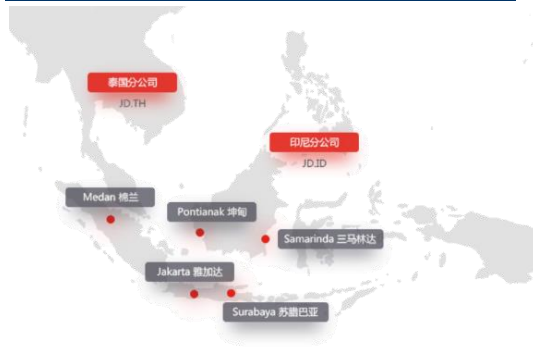 泰国分公司
JD.TH
印尼分公司
JD.ID
Medan 棉兰
Pontianak 坤甸
Samarinda 三马林达
Jakarta 雅加达
Surabaya 苏腊巴亚